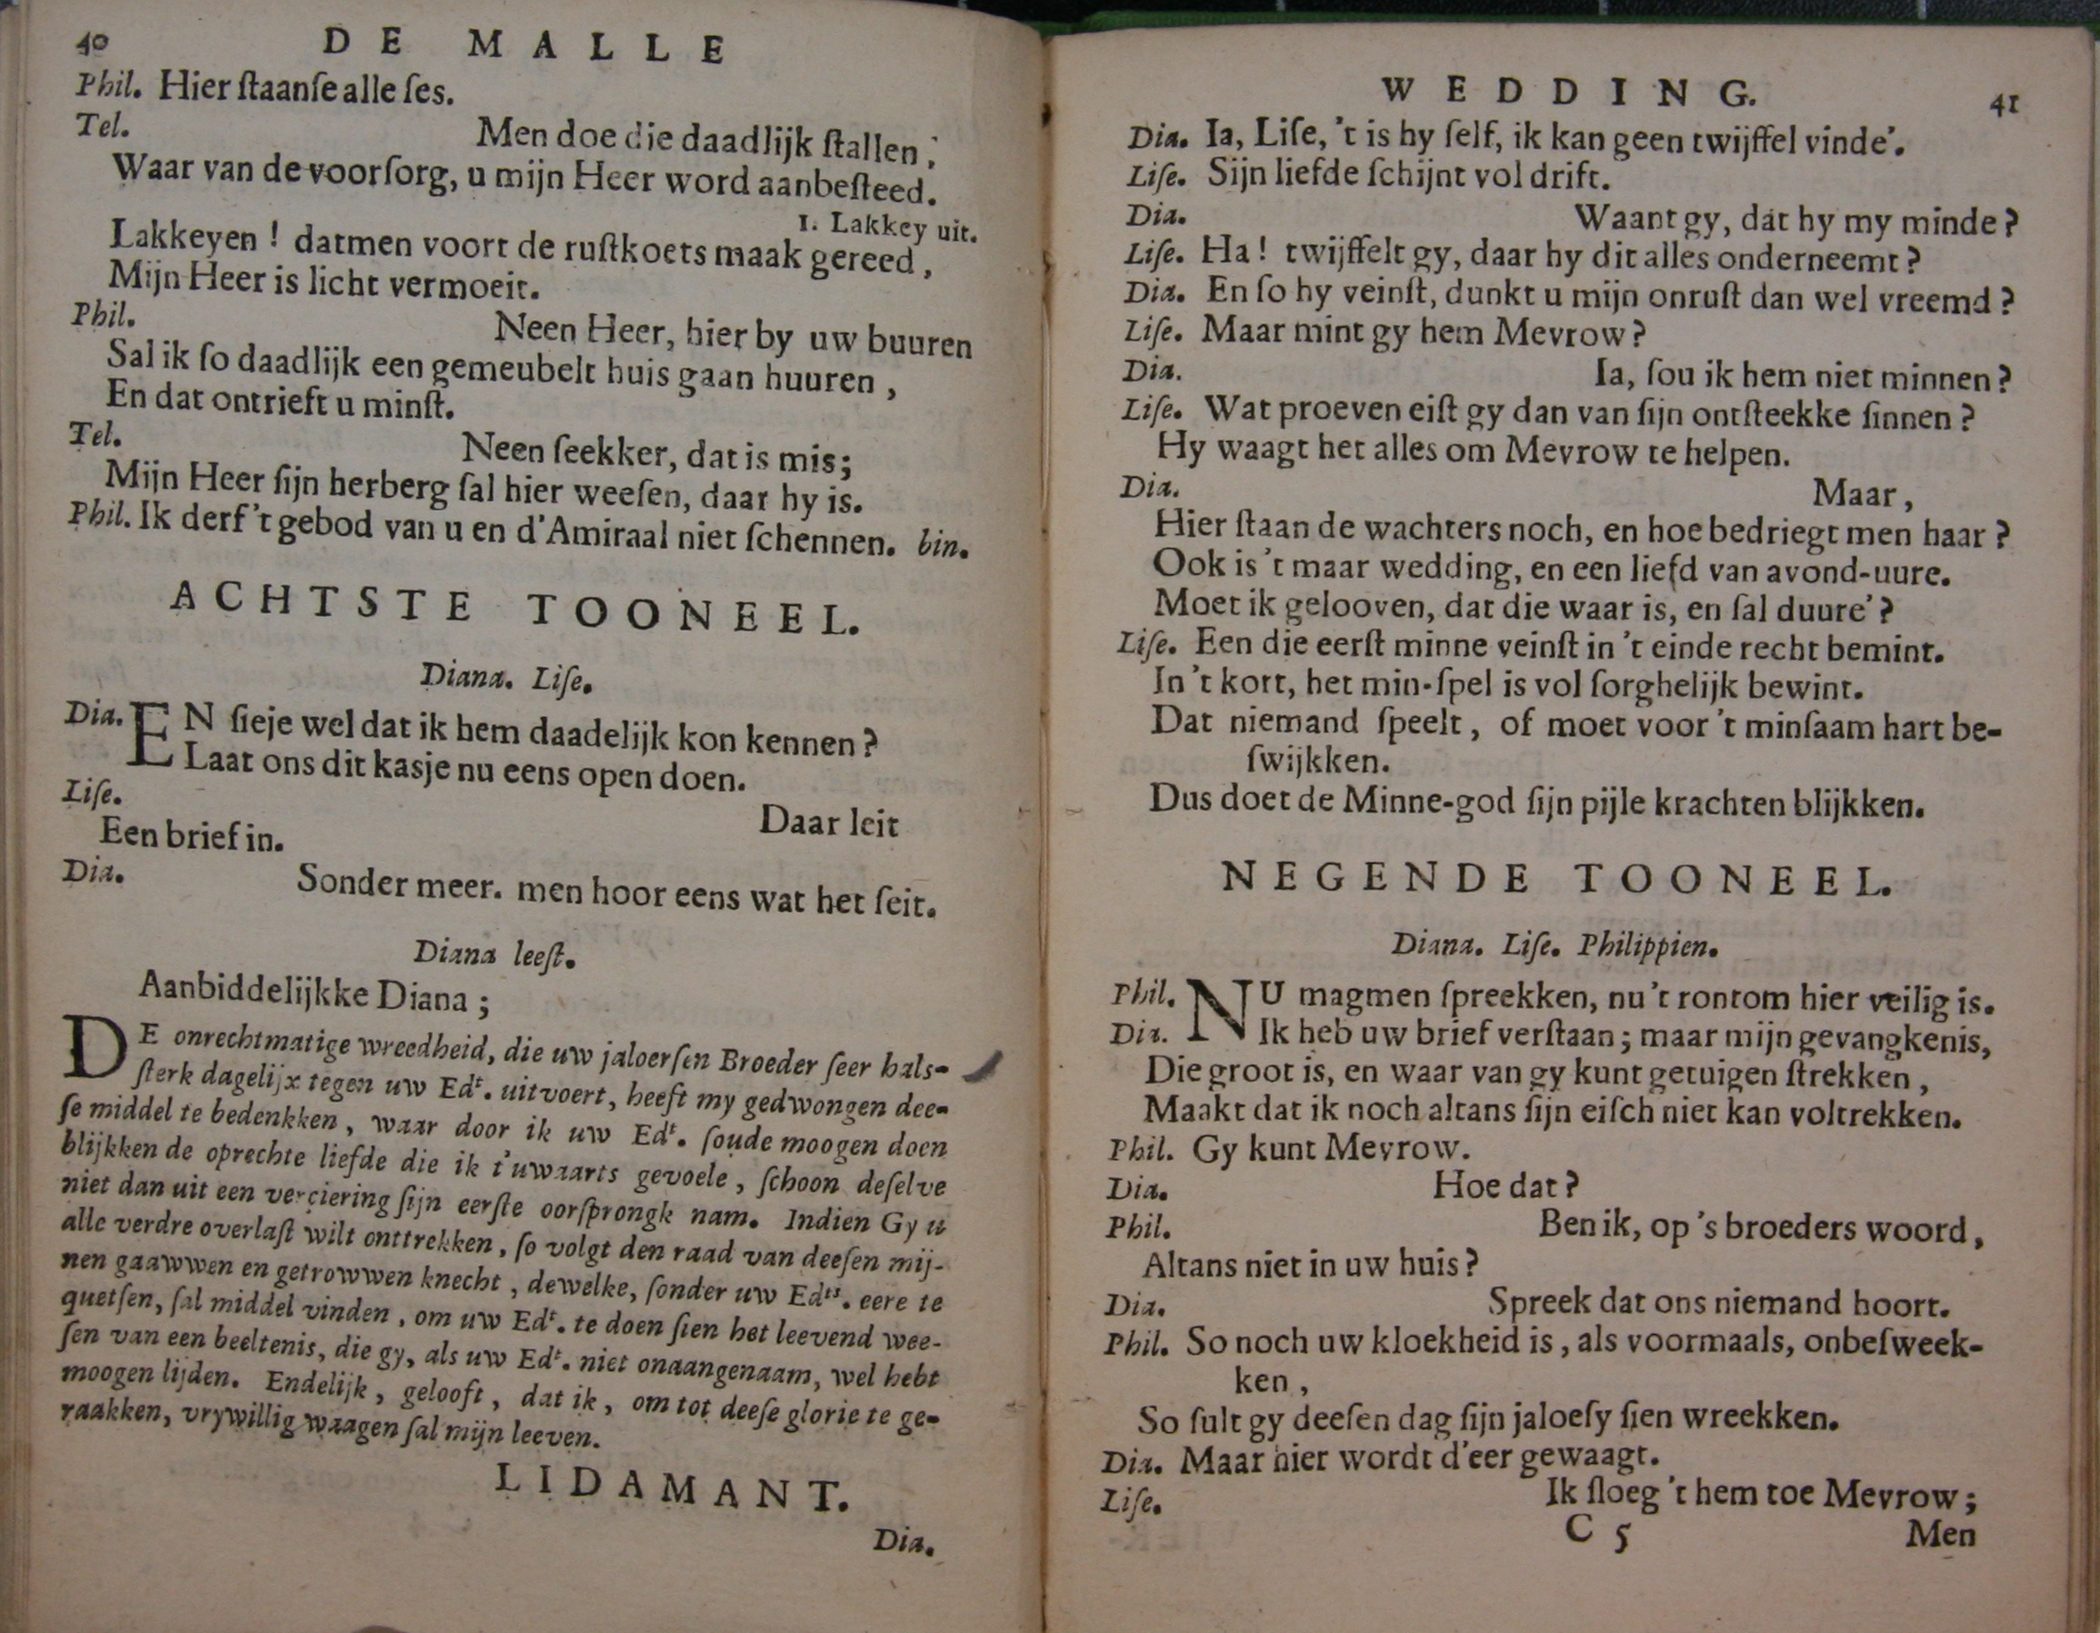 40 DE MALLE
Phil. Hier ſtaanſe alle ſes.
Tel. Men doe die daadlijk ſtallen;
Waar van de voorſorg, u mijn Heer word aanbeſteed.
1. Lakkey uit.
Lakkeyen! datmen voort de ruſtkoets maak gereed,
Mijn Heer is licht vermoeit.
Phil. Neen Heer, hier by uw buuren
Sal ik ſo daadlijk een gemeubelt huis gaan huuren,
En dat ontrieft u minſt.
Tel. Neen ſeekker, dat is mis;
Mijn Heer ſijn herberg ſal hier weeſen, daar hy is.
Phil. Ik derf 't gebod van u en d'Amiraal niet ſchennen. bin.
ACHTSTE TOONEEL.
Diana. Liſe.
Dia. EN ſieje wel dat ik hem daadelijk kon kennen?
Laat ons dit kasje nu eens open doen.
Liſe. Daar leit
Een brief in.
Dia. Sonder meer. men hoor eens wat het ſeit.
Diana leeſt.
Aanbiddelijkke Diana;
DE onrechtmatige wreedheid, die uw jaloerſen Broeder ſeer hals-
ſterk dagelijx tegen uw Edt. uitvoert, heeft my gedwongen dee-
ſe middel te bedenkken, waar door ik uw Edt. ſoude moogen doen
blijkken de oprechte liefde die ik t'uwaarts gevoele, ſchoon deſelve
niet dan uit een verciering ſijn eerſte oorſprongk nam. Indien Gy u
alle verdre overlaſt wilt onttrekken, ſo volgt den raad van deeſen mij-
nen gaawwen en getrowwen knecht, dewelke, ſonder uw Edts. eere te
quetſen, ſal middel vinden, om uw Edt. te doen ſien het leevend wee-
ſen van een beeltenis, die gy, als uw Edt. niet onaangenaam, wel hebt
moogen lijden. Endelijk, gelooft, dat ik, om tot deeſe glorie te ge-
raakken, vrywillig waagen ſal mijn leeven.
LIDAMANT.
Dia.
WEDDING. 41
Dia. Ia, Liſe, 't is hy ſelf, ik kan geen twijffel vinde'.
Liſe. Sijn liefde ſchijnt vol drift.
Dia. Waant gy, dat hy my minde?
Liſe. Ha! twijffelt gy, daar hy dit alles onderneemt?
Dia. En ſo hy veinſt, dunkt u mijn onruſt dan wel vreemd?
Liſe. Maar mint gy hem Mevrow?
Dia. Ia, ſou ik hem niet minnen?
Liſe. Wat proeven eiſt gy dan van ſijn ontſteekke ſinnen?
Hy waagt het alles om Mevrow te helpen.
Dia. Maar,
Hier ſtaan de wachters noch, en hoe bedriegt men haar?
Ook is 't maar wedding, en een liefd van avond-uure.
Moet ik gelooven, dat die waar is, en ſal duure'?
Liſe. Een die eerſt minne veinſt in 't einde recht bemint.
In 't kort, het min-ſpel is vol ſorghelijk bewint.
Dat niemand ſpeelt, of moet voor 't minſaam hart be-
ſwijkken.
Dus doet de Minne-god ſijn pijle krachten blijkken.
NEGENDE TOONEEL.
Diana. Liſe. Philippien.
Phil. NU magmen ſpreekken, nu 't rontom hier veilig is.
Dia. Ik heb uw brief verſtaan; maar mijn gevangkenis,
Die groot is, en waar van gy kunt getuigen ſtrekken,
Maakt dat ik noch altans ſijn eiſch niet kan voltrekken.
Phil. Gy kunt Mevrow.
Dia. Hoe dat?
Phil. Ben ik, op 's broeders woord,
Altans niet in uw huis?
Dia. Spreek dat ons niemand hoort.
Phil. So noch uw kloekheid is, als voormaals, onbeſweek-
ken,
So ſult gy deeſen dag ſijn jaloeſy ſien wreekken.
Dia. Maar hier wordt d'eer gewaagt.
Liſe. Ik ſloeg 't hem toe Mevrow;
C 5 Men